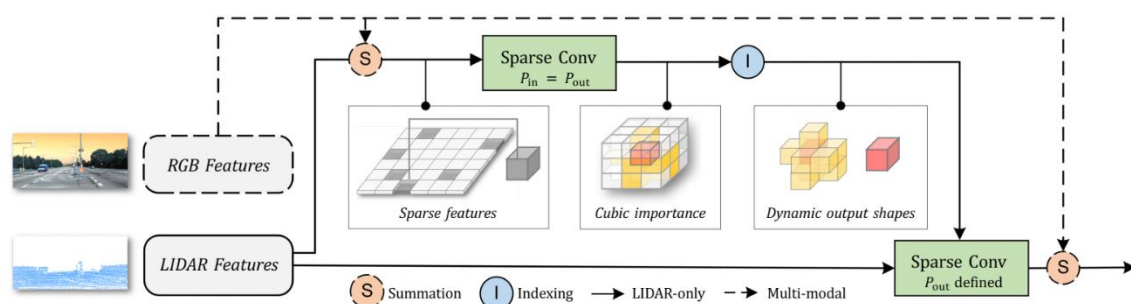 S
Sparse Conv
P_in = P_out
I
RGB Features
Sparse features
Cubic importance
Dynamic output shapes
LIDAR Features
Sparse Conv
P_out defined
S
S Summation I Indexing LIDAR-only Multi-modal